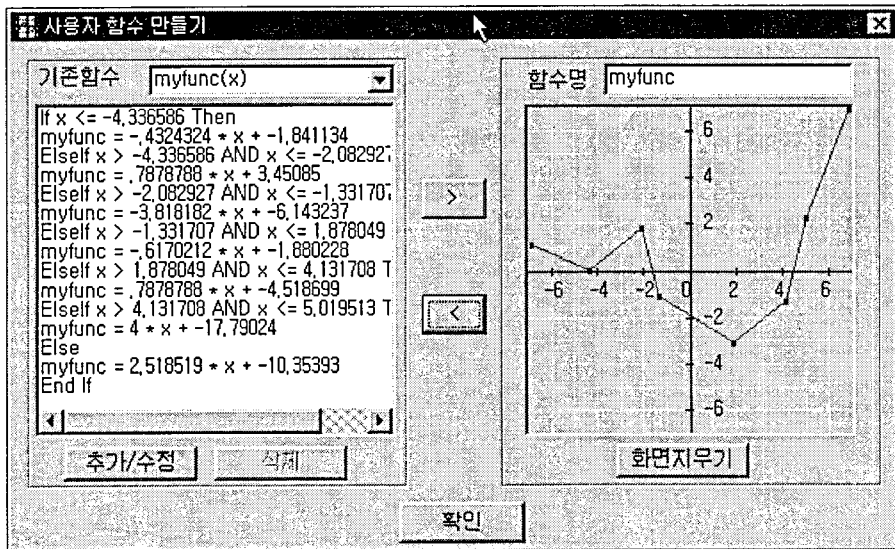 사용자 함수 만들기
기존함수 myfunc(x)
If x <= -4,336586 Then
myfunc = -,4324324 * x + -1,841134
ElseIf x > -4,336586 AND x <= -2,082927
myfunc = ,7878788 * x + 3,45085
ElseIf x > -2,082927 AND x <= -1,331707
myfunc = -3,818182 * x + -6,143237
ElseIf x > -1,331707 AND x <= 1,878049
myfunc = -,6170212 * x + -1,880228
ElseIf x > 1,878049 AND x <= 4,131708 T
myfunc = ,7878788 * x + -4,518699
ElseIf x > 4,131708 AND x <= 5,019513 T
myfunc = 4 * x + -17,79024
Else
myfunc = 2,518519 * x + -10,35393
End If
추가/수정 삭제
>
<
함수명 myfunc
6
4
2
-6 -4 -2 0 2 4 6
-2
-4
-6
화면지우기
확인